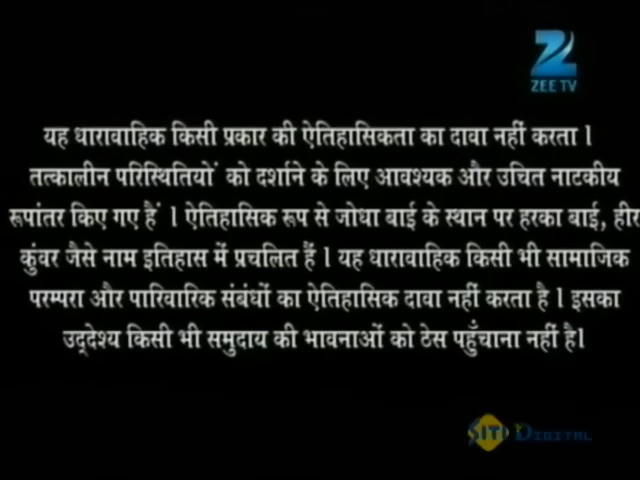 ZEE TV
यह धारावाहिक किसी प्रकार की ऐतिहासिकता का दावा नहीं करता ।
तत्कालीन परिस्थितियों को दर्शाने के लिए आवश्यक और उचित नाटकीय
रूपांतर किए गए हैं । ऐतिहासिक रूप से जोधा बाई के स्थान पर हरका बाई, हीर
कुंवर जैसे नाम इतिहास में प्रचलित हैं । यह धारावाहिक किसी भी सामाजिक
परम्परा और पारिवारिक संबंधों का ऐतिहासिक दावा नहीं करता है । इसका
उद्देश्य किसी भी समुदाय की भावनाओं को ठेस पहुँचाना नहीं है।
SITI DIGITAL